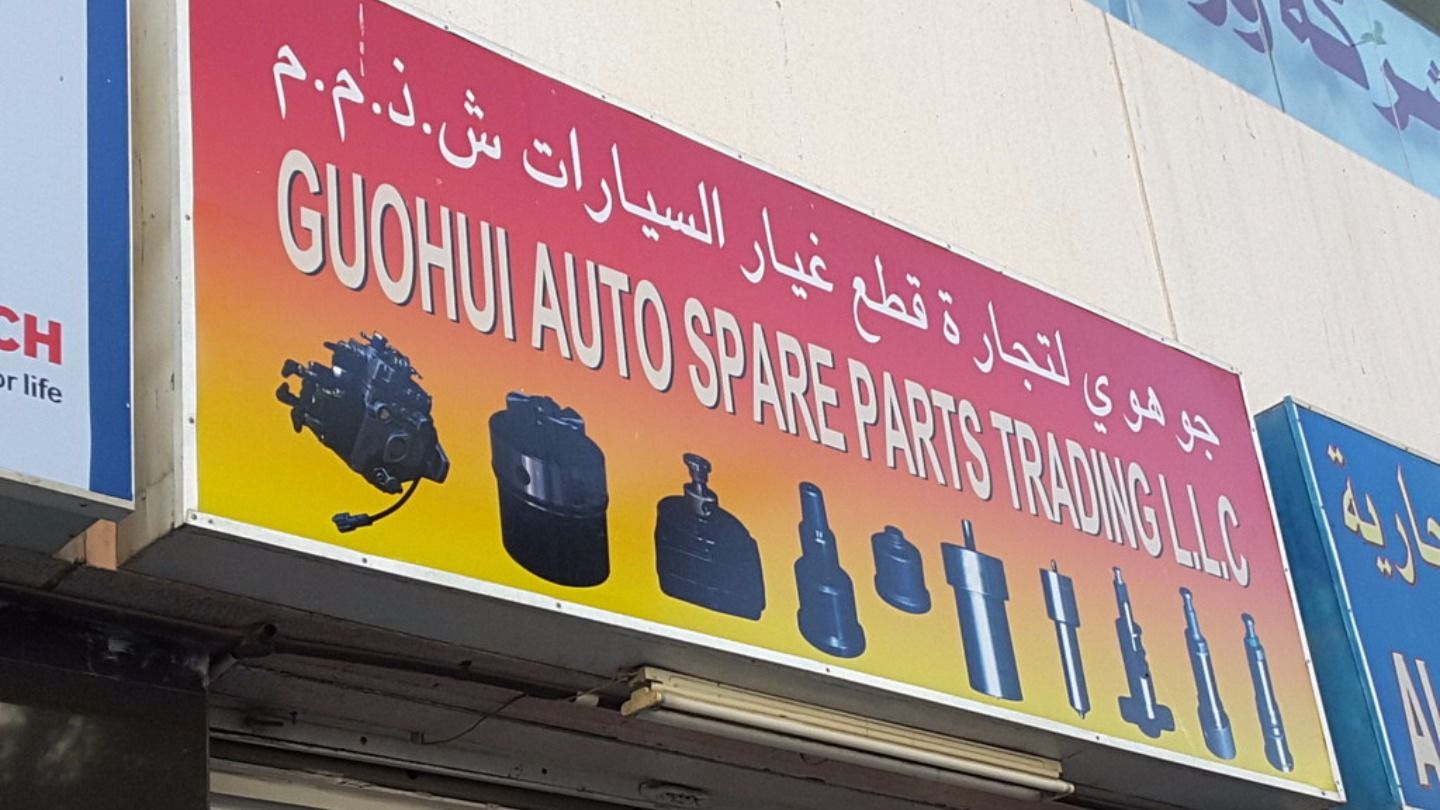 جو هوي لتجارة قطع غيار السيارات ش.ذ.م.م
GUOHUI AUTO SPARE PARTS TRADING L.L.C
CH
or life